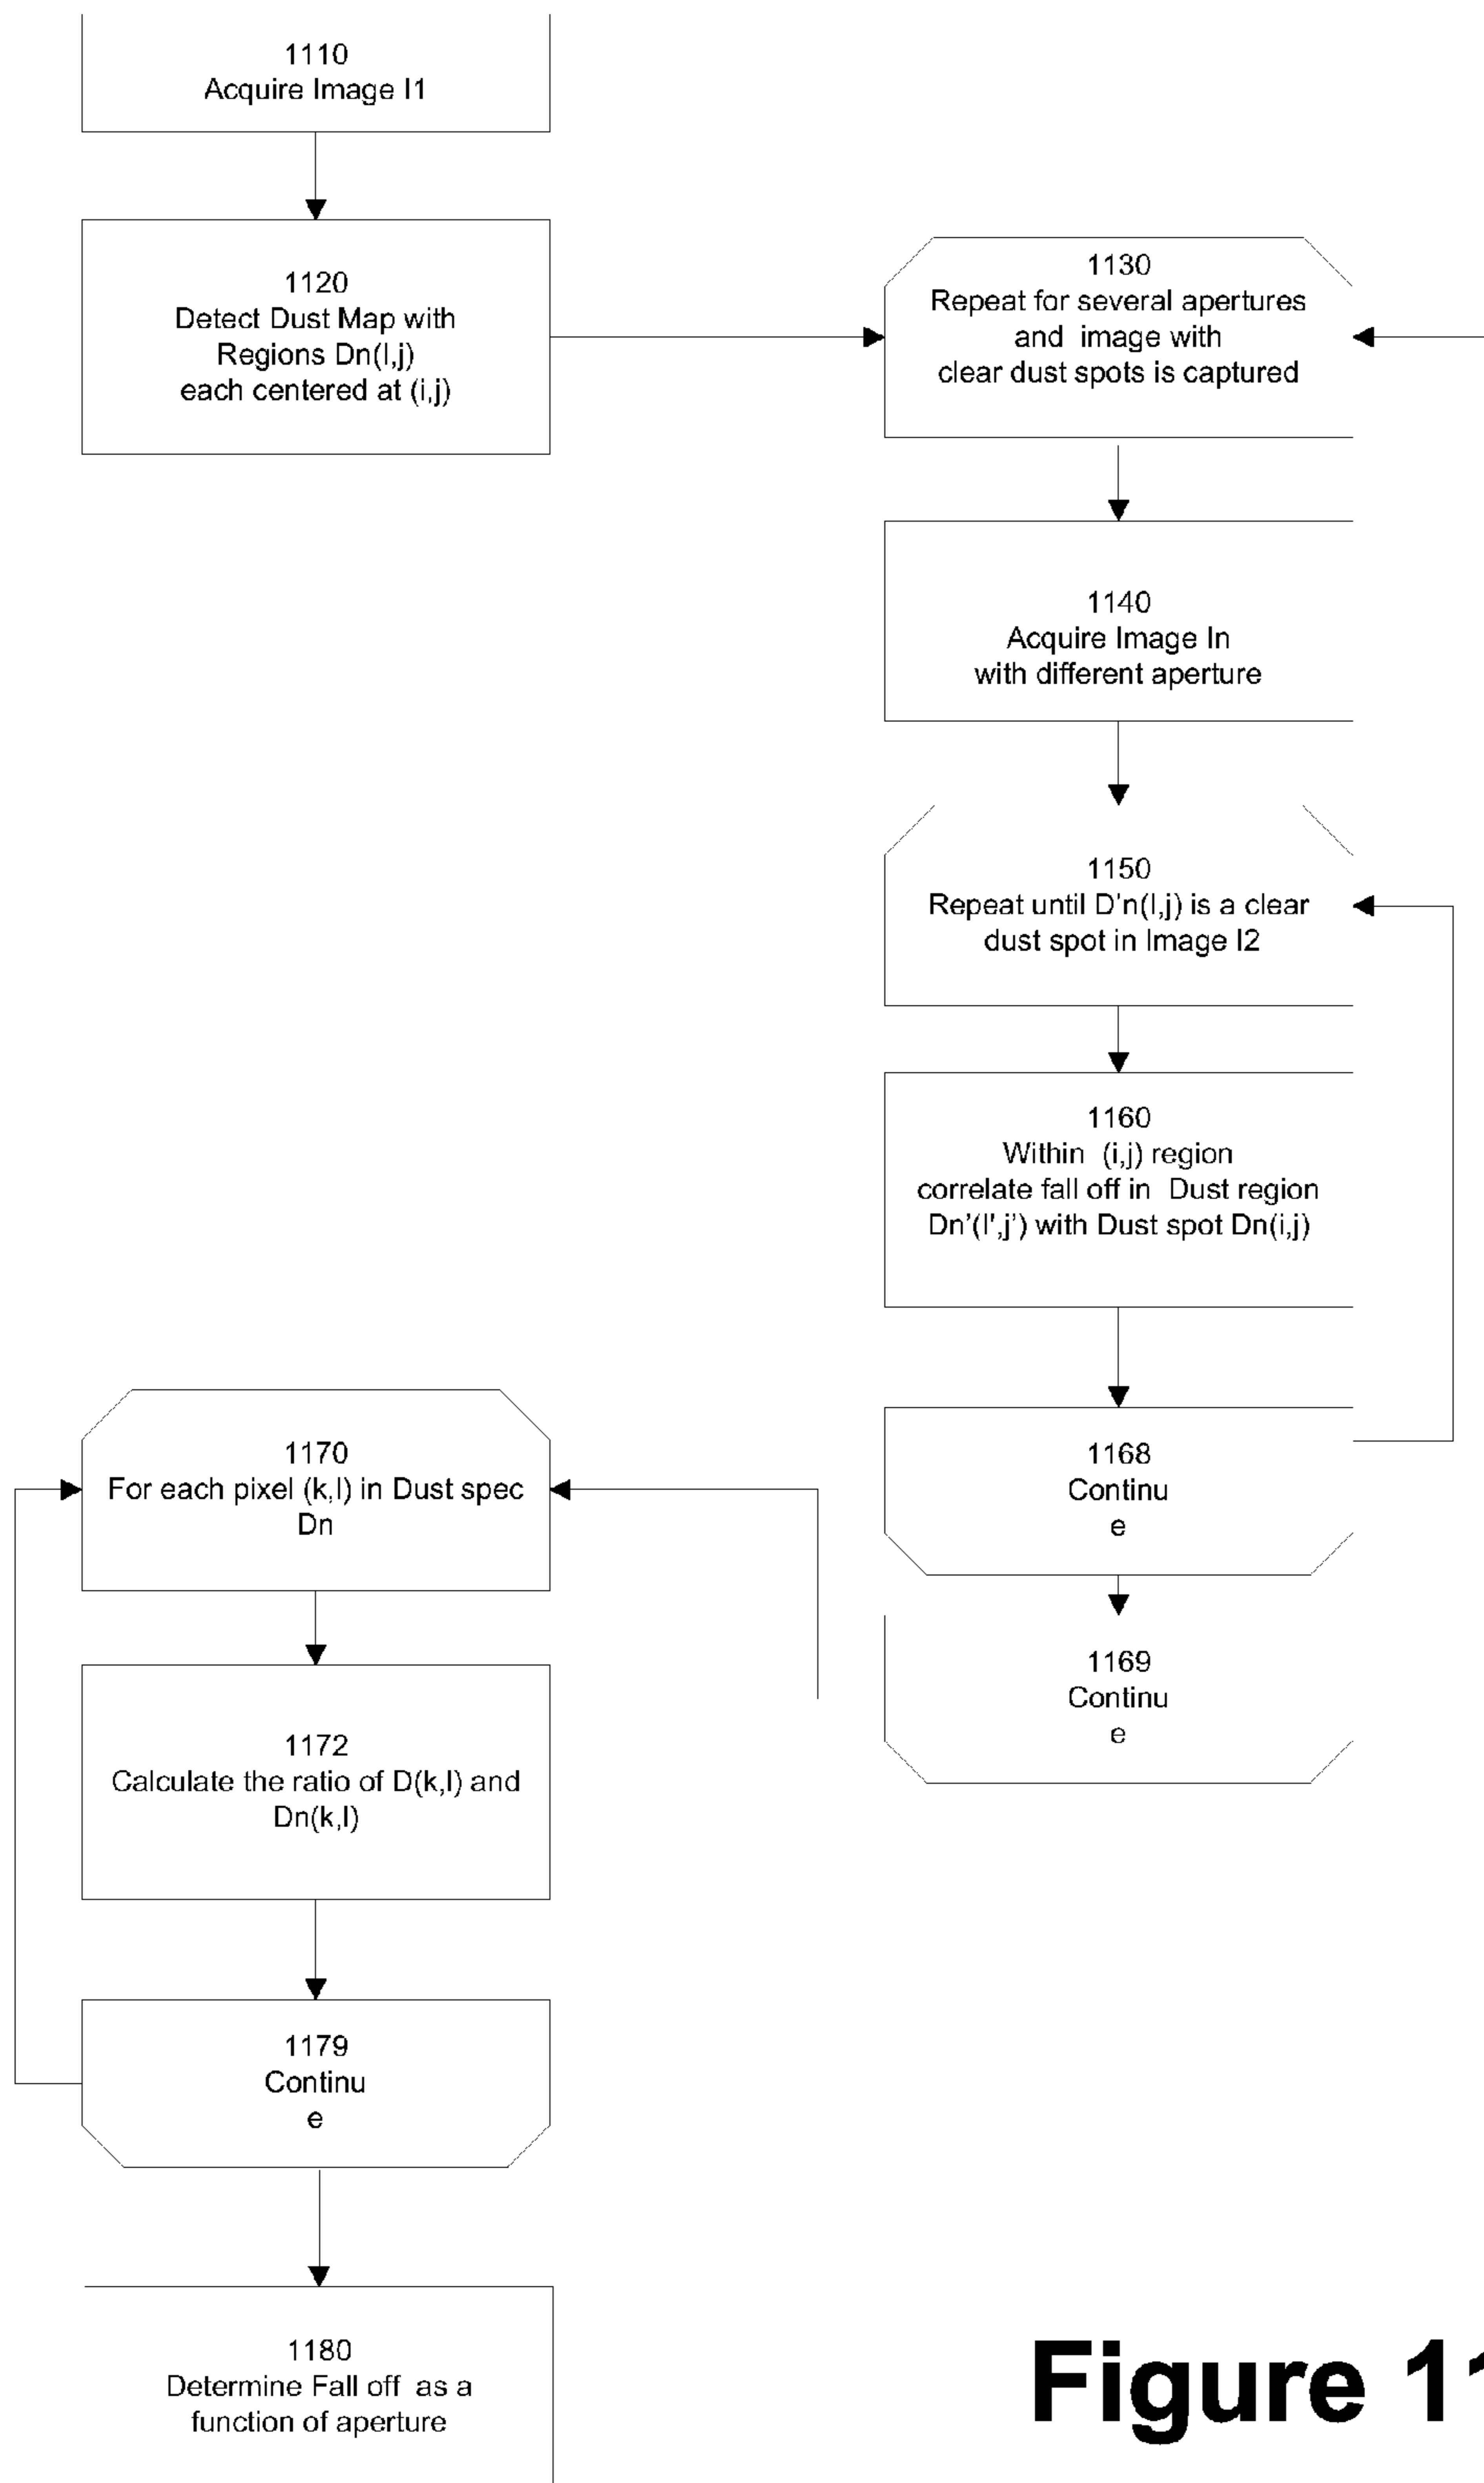 1110
Acquire Image I1
1120
Detect Dust Map with
Regions Dn(I,j)
each centered at (i,j)
1130
Repeat for several apertures
and image with
clear dust spots is captured
1140
Acquire Image In
with different aperture
1150
Repeat until D'n(I,j) is a clear
dust spot in Image I2
1160
Within (i,j) region
correlate fall off in Dust region
Dn’(I',j’) with Dust spot Dn(i,j)
1168
Continu
e
1169
Continu
e
1170
For each pixel (k,l) in Dust spec
Dn
1172
Calculate the ratio of D(k,l) and
Dn(k,l)
1179
Continu
e
1180
Determine Fall off as a
function of aperture
Figure 11